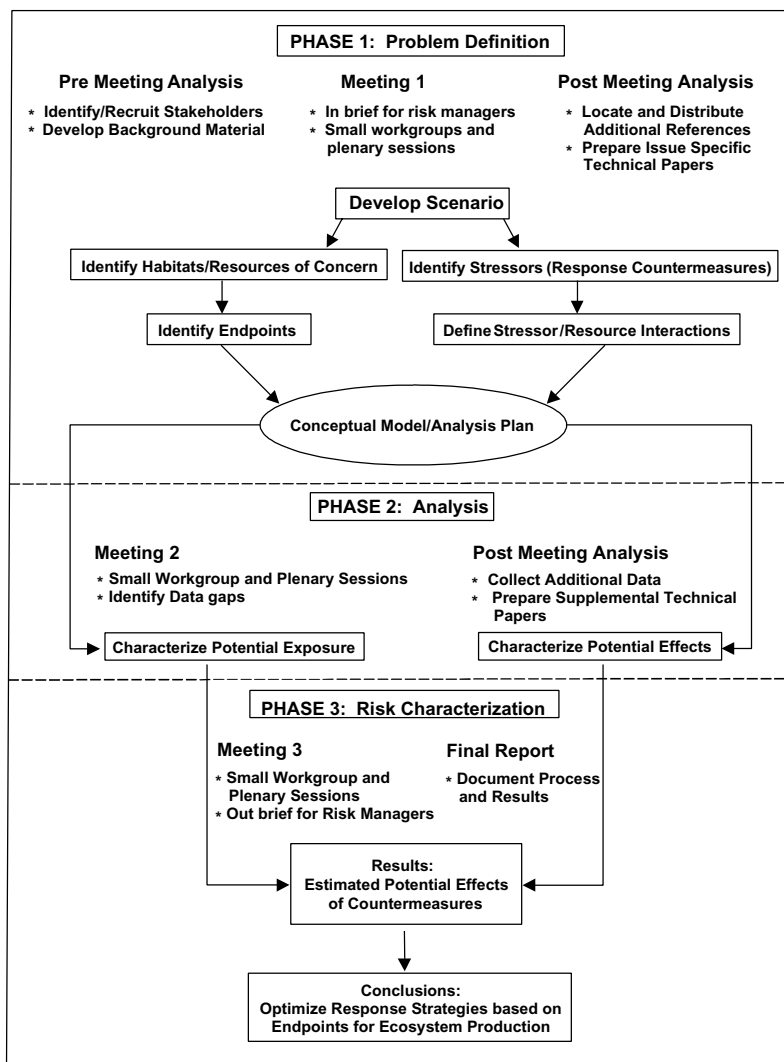 PHASE 1: Problem Definition
Pre Meeting Analysis
* Identify/Recruit Stakeholders
* Develop Background Material
Meeting 1
* In brief for risk managers
* Small workgroups and
plenary sessions
Post Meeting Analysis
* Locate and Distribute
Additional References
* Prepare Issue Specific
Technical Papers
Develop Scenario
Identify Habitats/Resources of Concern
Identify Stressors (Response Countermeasures)
Identify Endpoints
Define Stressor/Resource Interactions
Conceptual Model/Analysis Plan
PHASE 2: Analysis
Meeting 2
* Small Workgroup and Plenary Sessions
* Identify Data gaps
Post Meeting Analysis
* Collect Additional Data
* Prepare Supplemental Technical
Papers
Characterize Potential Exposure
Characterize Potential Effects
PHASE 3: Risk Characterization
Meeting 3
* Small Workgroup and
Plenary Sessions
* Out brief for Risk Managers
Final Report
* Document Process
and Results
Results:
Estimated Potential Effects
of Countermeasures
Conclusions:
Optimize Response Strategies based on
Endpoints for Ecosystem Production